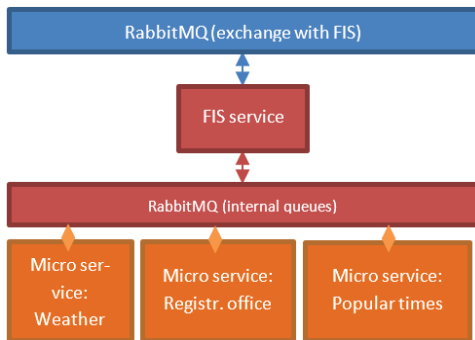 RabbitMQ (exchange with FIS)
FIS service
RabbitMQ (internal queues)
Micro ser-
vice:
Weather
Micro service:
Registr. office
Micro service:
Popular times